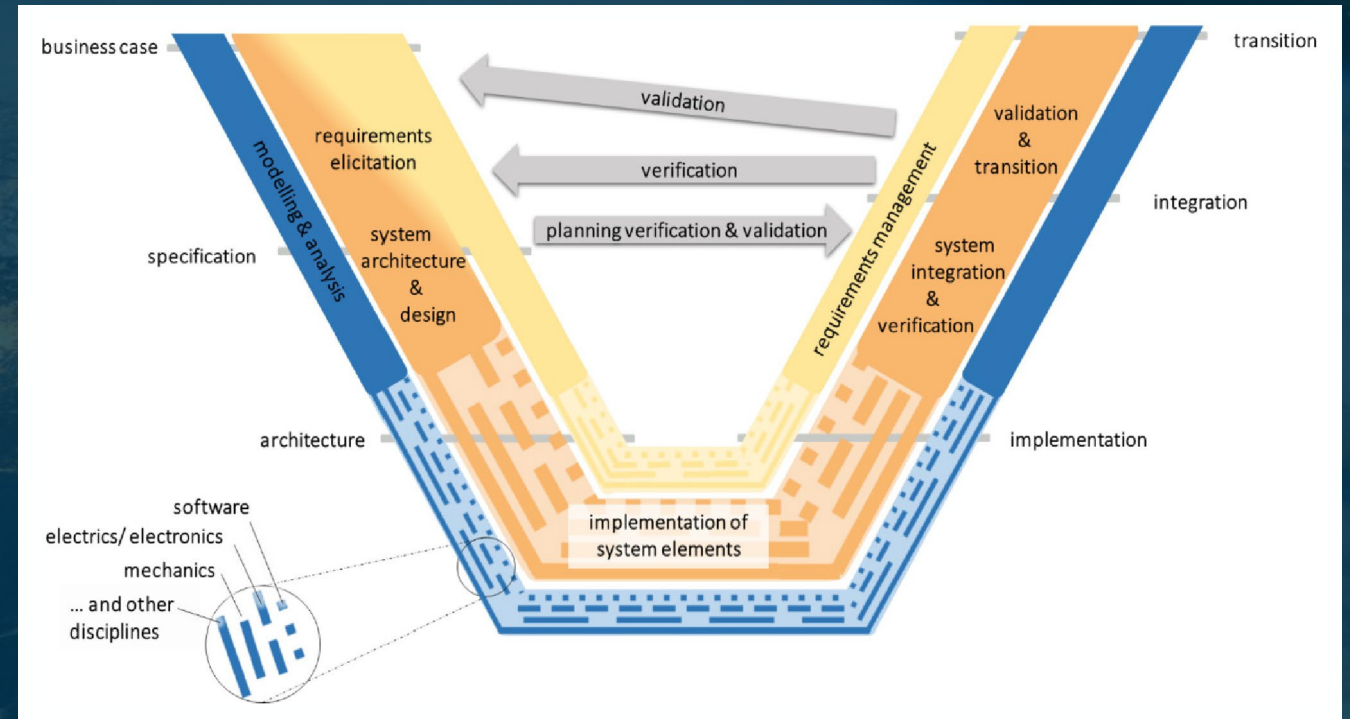 business case
transition
validation
requirements
elicitation
validation
&
transition
modelling & analysis
verification
requirements management
integration
planning verification & validation
specification
system
architecture
&
design
system
integration
&
verification
architecture
implementation
software
electrics/ electronics
mechanics
... and other
disciplines
implementation of
system elements